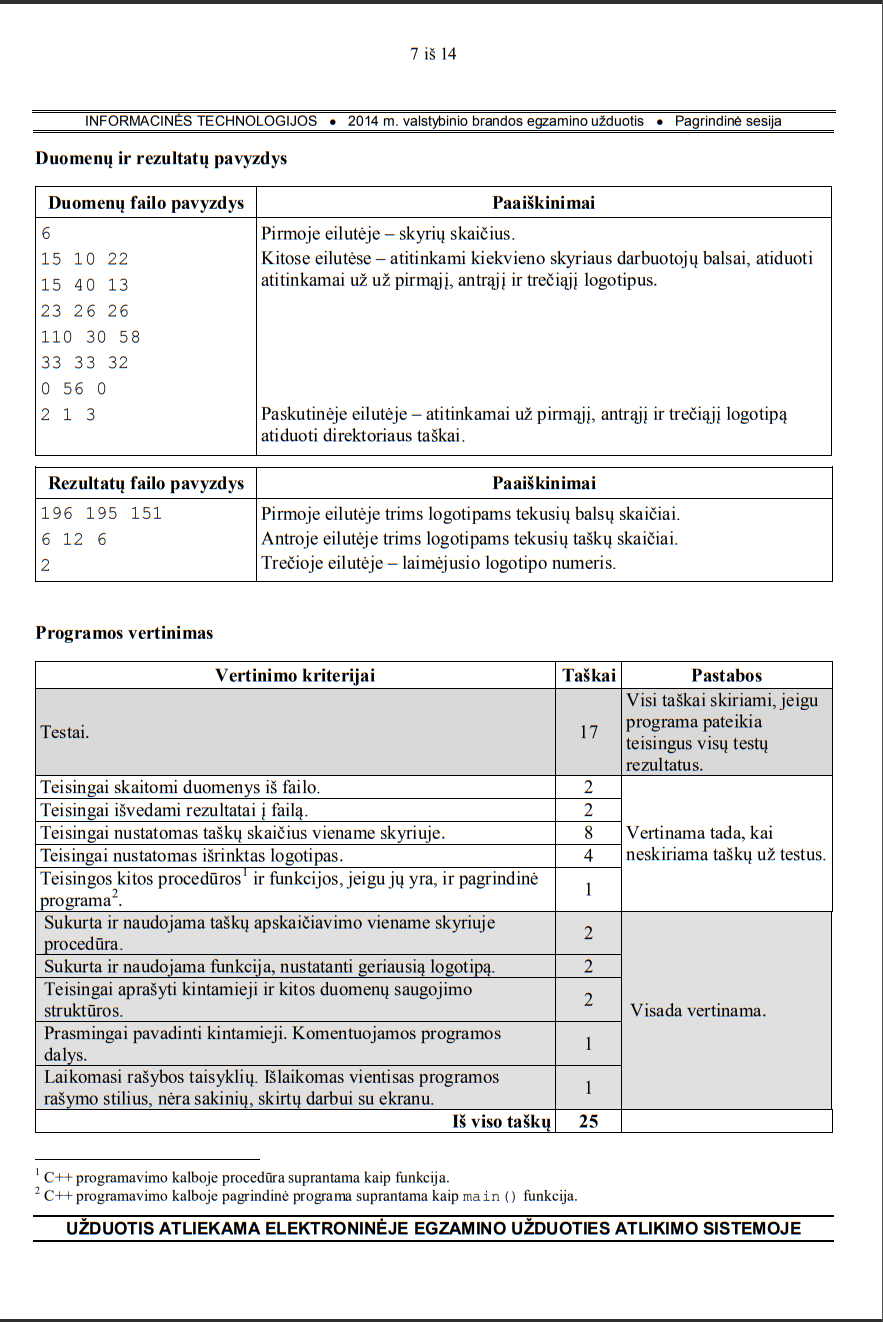 7 iš 14
INFORMACINĖS TECHNOLOGIJOS ● 2014 m. valstybinio brandos egzamino užduotis ● Pagrindinė sesija
Duomenų ir rezultatų pavyzdys
Duomenų failo pavyzdys
Paaiškinimai
6
Pirmoje eilutėje – skyrių skaičius.
15 10 22
Kitose eilutėse – atitinkami kiekvieno skyriaus darbuotojų balsai, atiduoti
15 40 13
atitinkamai už už pirmąjį, antrąjį ir trečiąjį logotipus.
23 26 26
110 30 58
33 33 32
0 56 0
2 1 3
Paskutinėje eilutėje – atitinkamai už pirmąjį, antrąjį ir trečiąjį logotipą
atiduoti direktoriaus taškai.
Rezultatų failo pavyzdys
Paaiškinimai
196 195 151
Pirmoje eilutėje trims logotipams tekusių balsų skaičiai.
6 12 6
Antroje eilutėje trims logotipams tekusių taškų skaičiai.
2
Trečioje eilutėje – laimėjusio logotipo numeris.
Programos vertinimas
Vertinimo kriterijai
Taškai
Pastabos
Testai.
17
Visi taškai skiriami, jeigu
programa pateikia
teisingus visų testų
rezultatus.
Teisingai skaitomi duomenys iš failo.
2
Teisingai išvedami rezultatai į failą.
2
Teisingai nustatomas taškų skaičius viename skyriuje.
8
Vertinama tada, kai
neskiriama taškų už testus.
Teisingai nustatomas išrinktas logotipas.
4
Teisingos kitos procedūros1 ir funkcijos, jeigu jų yra, ir pagrindinė
programa2.
1
Sukurta ir naudojama taškų apskaičiavimo viename skyriuje
procedūra.
2
Sukurta ir naudojama funkcija, nustatanti geriausią logotipą.
2
Teisingai aprašyti kintamieji ir kitos duomenų saugojimo
struktūros.
2
Visada vertinama.
Prasmingai pavadinti kintamieji. Komentuojamos programos
dalys.
1
Laikomasi rašybos taisyklių. Išlaikomas vientisas programos
rašymo stilius, nėra sakinių, skirtų darbui su ekranu.
1
Iš viso taškų
25
1 C++ programavimo kalboje procedūra suprantama kaip funkcija.
2 C++ programavimo kalboje pagrindinė programa suprantama kaip main() funkcija.
UŽDUOTIS ATLIEKAMA ELEKTRONINĖJE EGZAMINO UŽDUOTIES ATLIKIMO SISTEMOJE